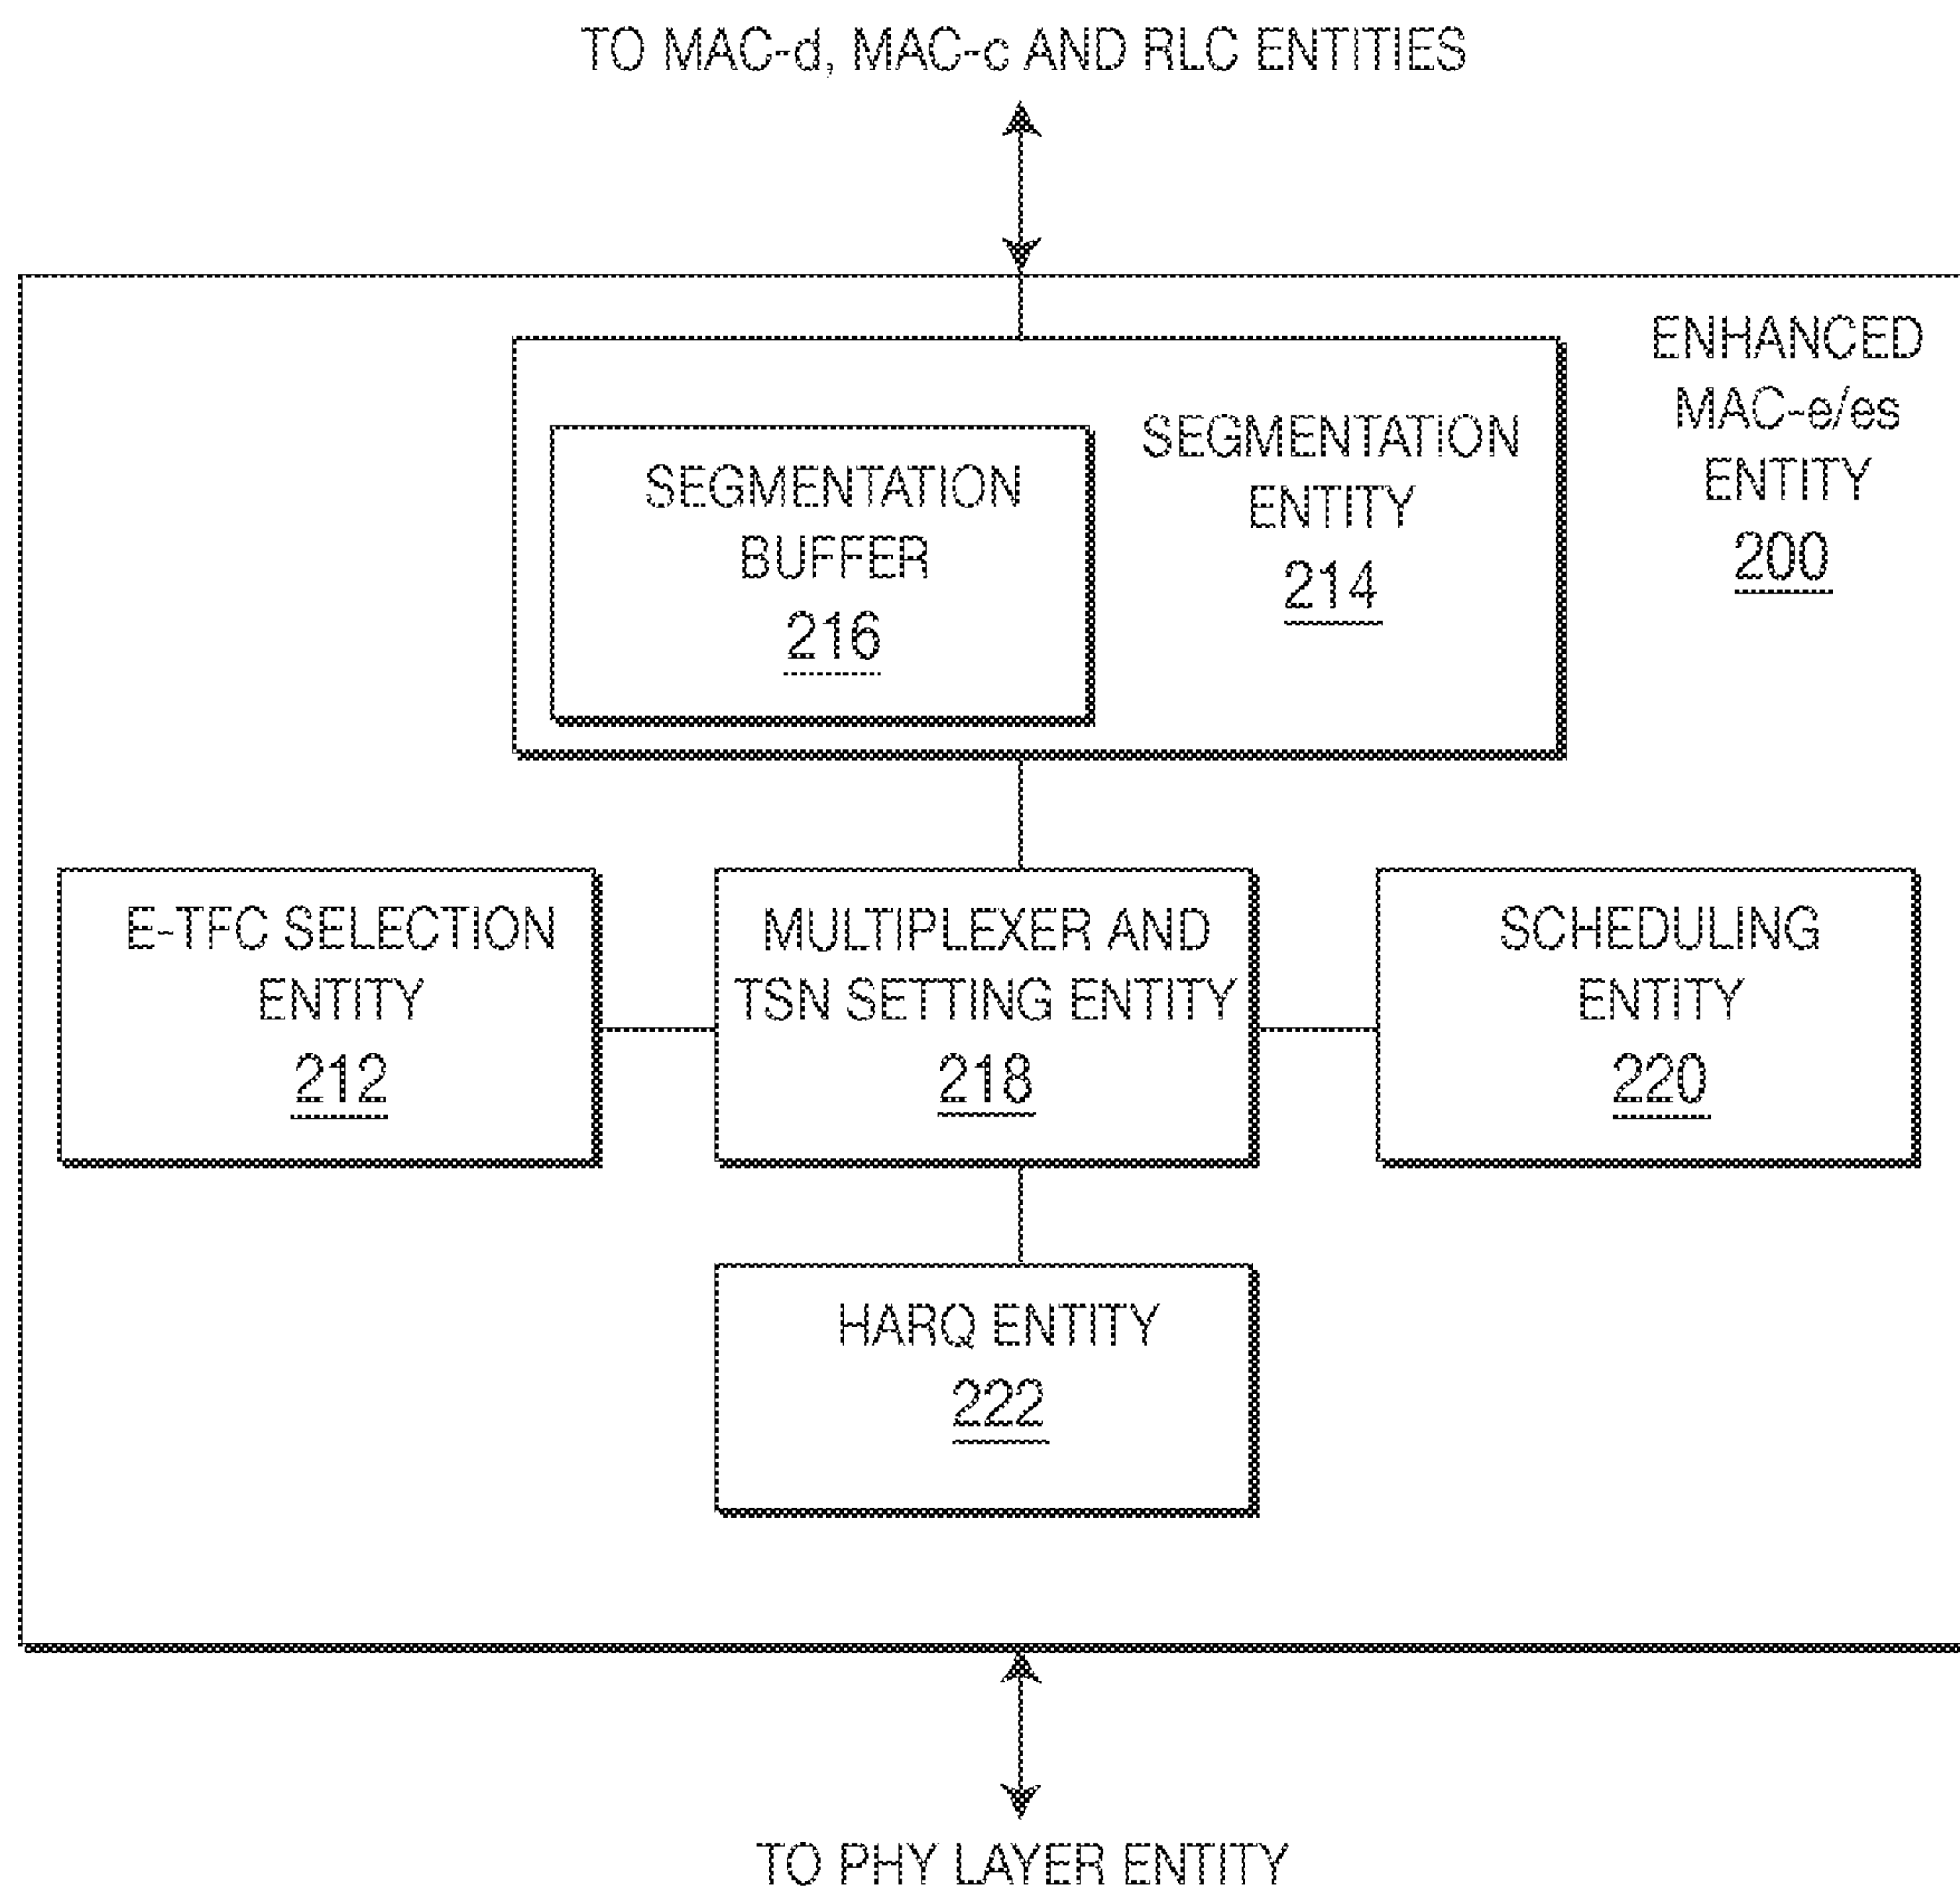 TO MAC-d, MAC-c AND RLC ENTITIES
ENHANCED
MAC-e/es
ENTITY
200
SEGMENTATION
ENTITY
214
SEGMENTATION
BUFFER
216
E-TFC SELECTION
ENTITY
212
MULTIPLEXER AND
TSN SETTING ENTITY
218
SCHEDULING
ENTITY
220
HARQ ENTITY
222
TO PHY LAYER ENTITY